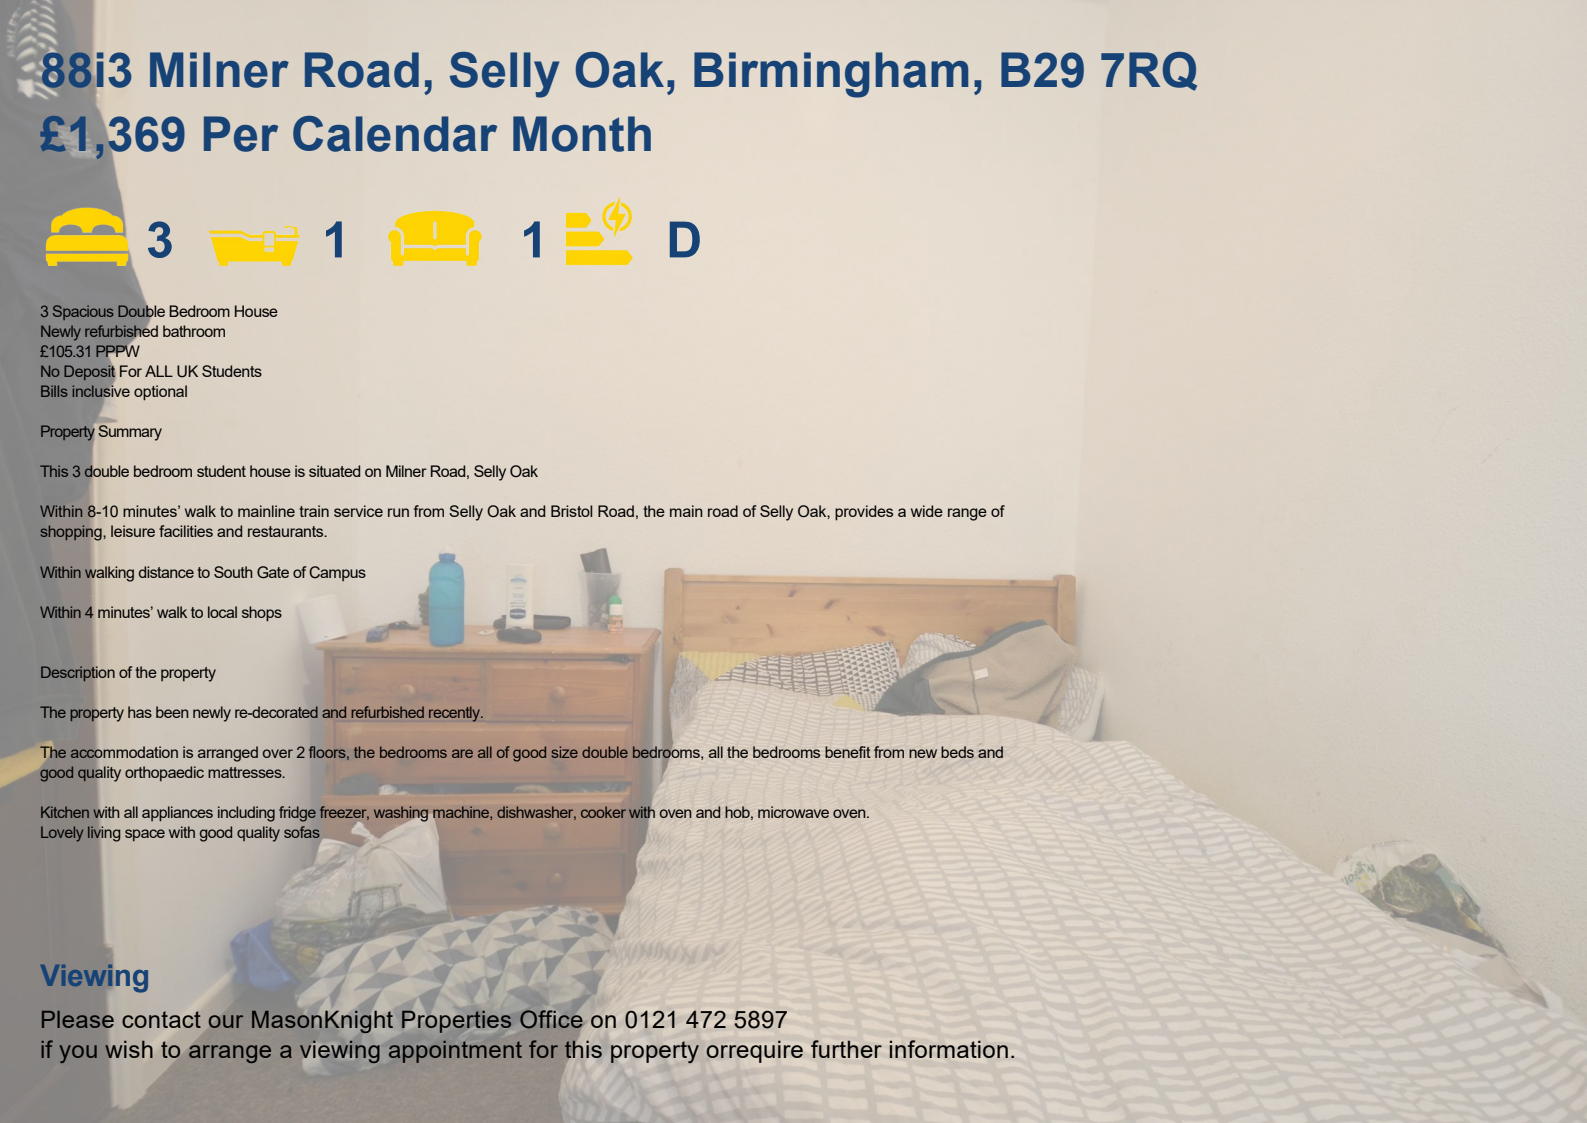 88i3 Milner Road, Selly Oak, Birmingham, B29 7RQ
£1,369 Per Calendar Month
3 1 1 D
3 Spacious Double Bedroom House
Newly refurbished bathroom
£105.31 PPPW
No Deposit For ALL UK Students
Bills inclusive optional
Property Summary
This 3 double bedroom student house is situated on Milner Road, Selly Oak
Within 8-10 minutes’ walk to mainline train service run from Selly Oak and Bristol Road, the main road of Selly Oak, provides a wide range of
shopping, leisure facilities and restaurants.
Within walking distance to South Gate of Campus
Within 4 minutes’ walk to local shops
Description of the property
The property has been newly re-decorated and refurbished recently.
The accommodation is arranged over 2 floors, the bedrooms are all of good size double bedrooms, all the bedrooms benefit from new beds and
good quality orthopaedic mattresses.
Kitchen with all appliances including fridge freezer, washing machine, dishwasher, cooker with oven and hob, microwave oven.
Lovely living space with good quality sofas
Viewing
Please contact our MasonKnight Properties Office on 0121 472 5897
if you wish to arrange a viewing appointment for this property orrequire further information.